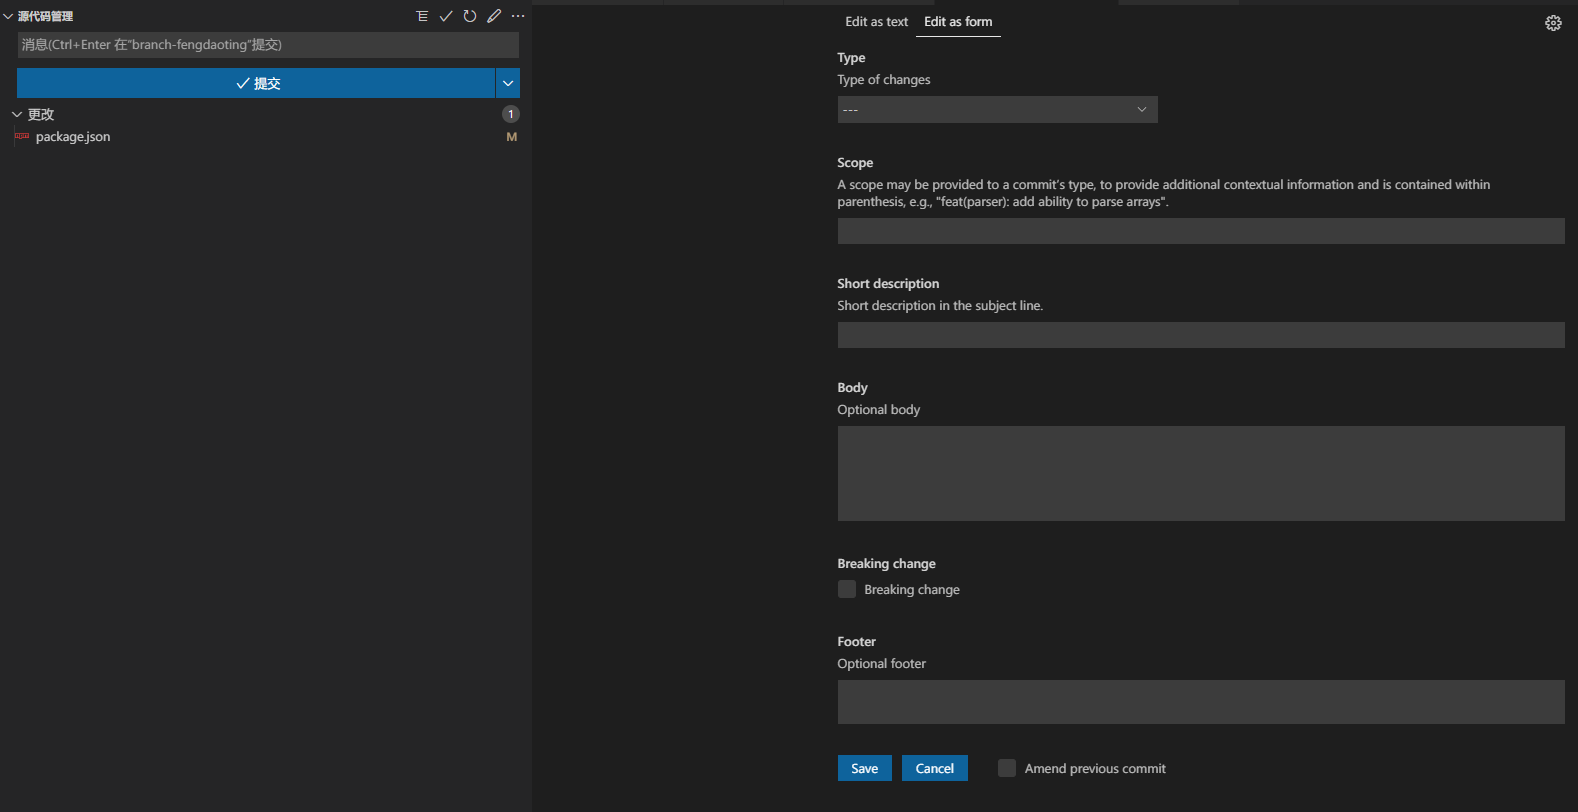 源代码管理
消息(Ctrl+Enter 在"branch-fengdaoting"提交)
提交
更改
1
package.json
M
Edit as text
Edit as form
Type
Type of changes
---
Scope
A scope may be provided to a commit's type, to provide additional contextual information and is contained within
parenthesis, e.g., "feat(parser): add ability to parse arrays".
Short description
Short description in the subject line.
Body
Optional body
Breaking change
Breaking change
Footer
Optional footer
Save
Cancel
Amend previous commit